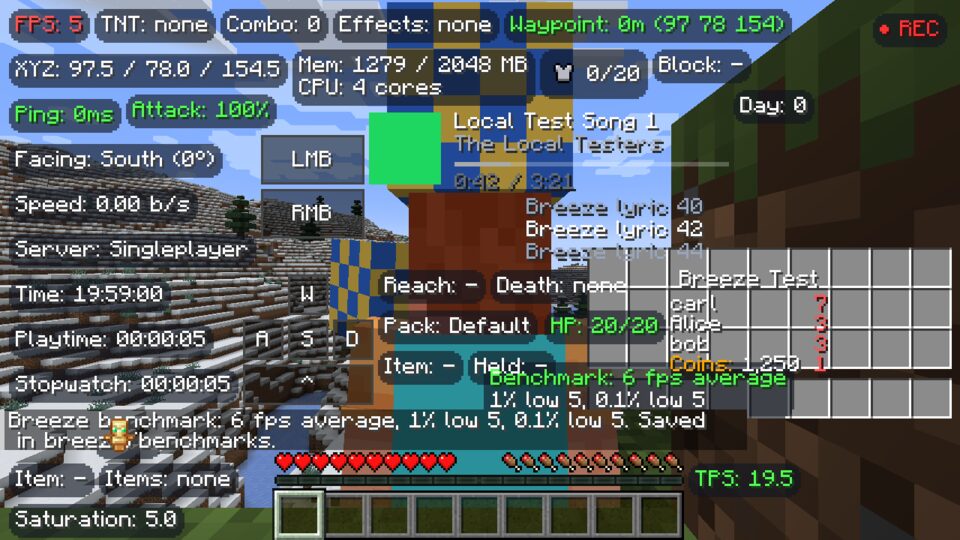 FPS: 5 TNT: none Combo: 0 Effects: none Waypoint: 0m (97 78 154) REC
XYZ: 97.5 / 78.0 / 154.5 Mem: 1279 / 2048 MB
CPU: 4 cores
0/20 Block: -
Ping: 0ms Attack: 100% Day: 0
Local Test Song 1
The Local Testers
0:42 / 3:21
Facing: South (0°) LMB
Speed: 0.00 b/s RMB
Breeze lyric 40
Breeze lyric 42
Breeze lyric 44
Server: Singleplayer
Time: 19:59:00 W Reach: - Death: none
Breeze Test
carl 7
Alice 3
bob 3
Coins: 1,250 1
Playtime: 00:00:05 A S D Pack: Default HP: 20/20
Stopwatch: 00:00:05 ^ Item: - Held: -
Benchmark: 6 fps average
1% low 5, 0.1% low 5
Breeze benchmark: 6 fps average, 1% low 5, 0.1% low 5. Saved
in breeze benchmarks.
Item: - Items: none TPS: 19.5
Saturation: 5.0